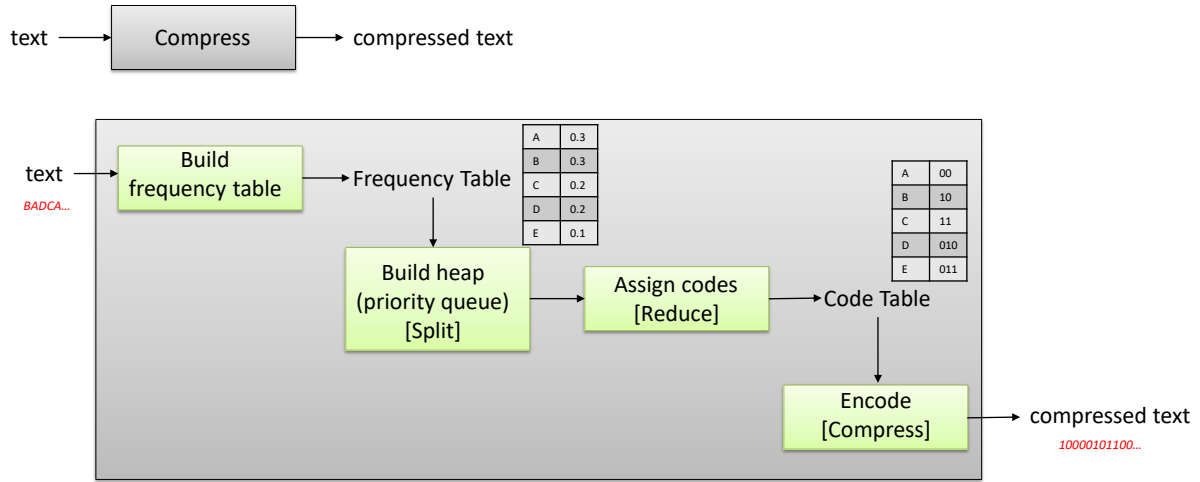 text
Compress
compressed text
A 0.3
B 0.3
C 0.2
D 0.2
E 0.1
Build
frequency table
text
BADCA...
Frequency Table
A 00
B 10
C 11
D 010
E 011
Build heap
(priority queue)
[Split]
Assign codes
[Reduce]
Code Table
Encode
[Compress]
compressed text
10000101100...